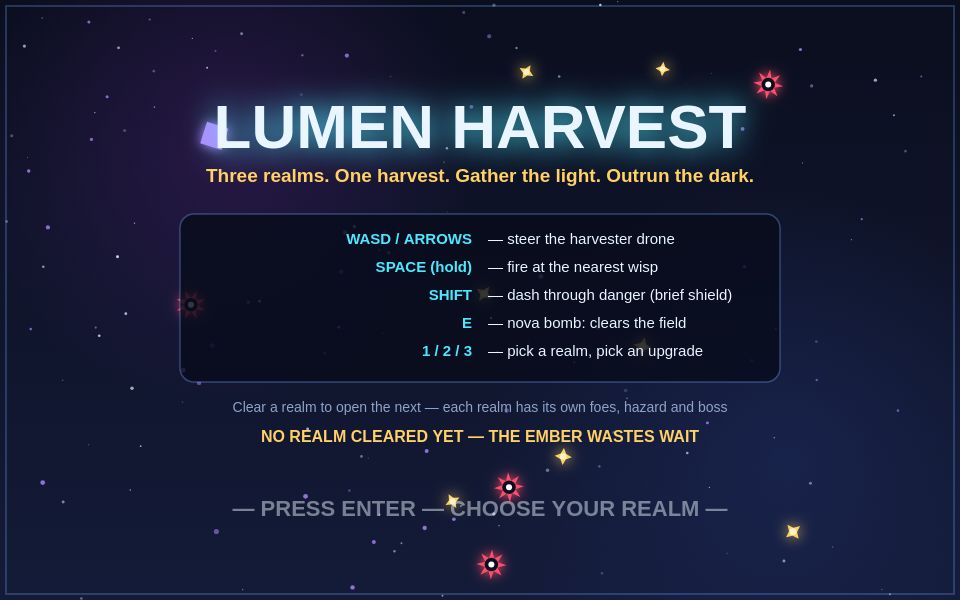 LUMEN HARVEST
Three realms. One harvest. Gather the light. Outrun the dark.
WASD / ARROWS — steer the harvester drone
SPACE (hold) — fire at the nearest wisp
SHIFT — dash through danger (brief shield)
E — nova bomb: clears the field
1 / 2 / 3 — pick a realm, pick an upgrade
Clear a realm to open the next — each realm has its own foes, hazard and boss
NO REALM CLEARED YET — THE EMBER WASTES WAIT
— PRESS ENTER — CHOOSE YOUR REALM —